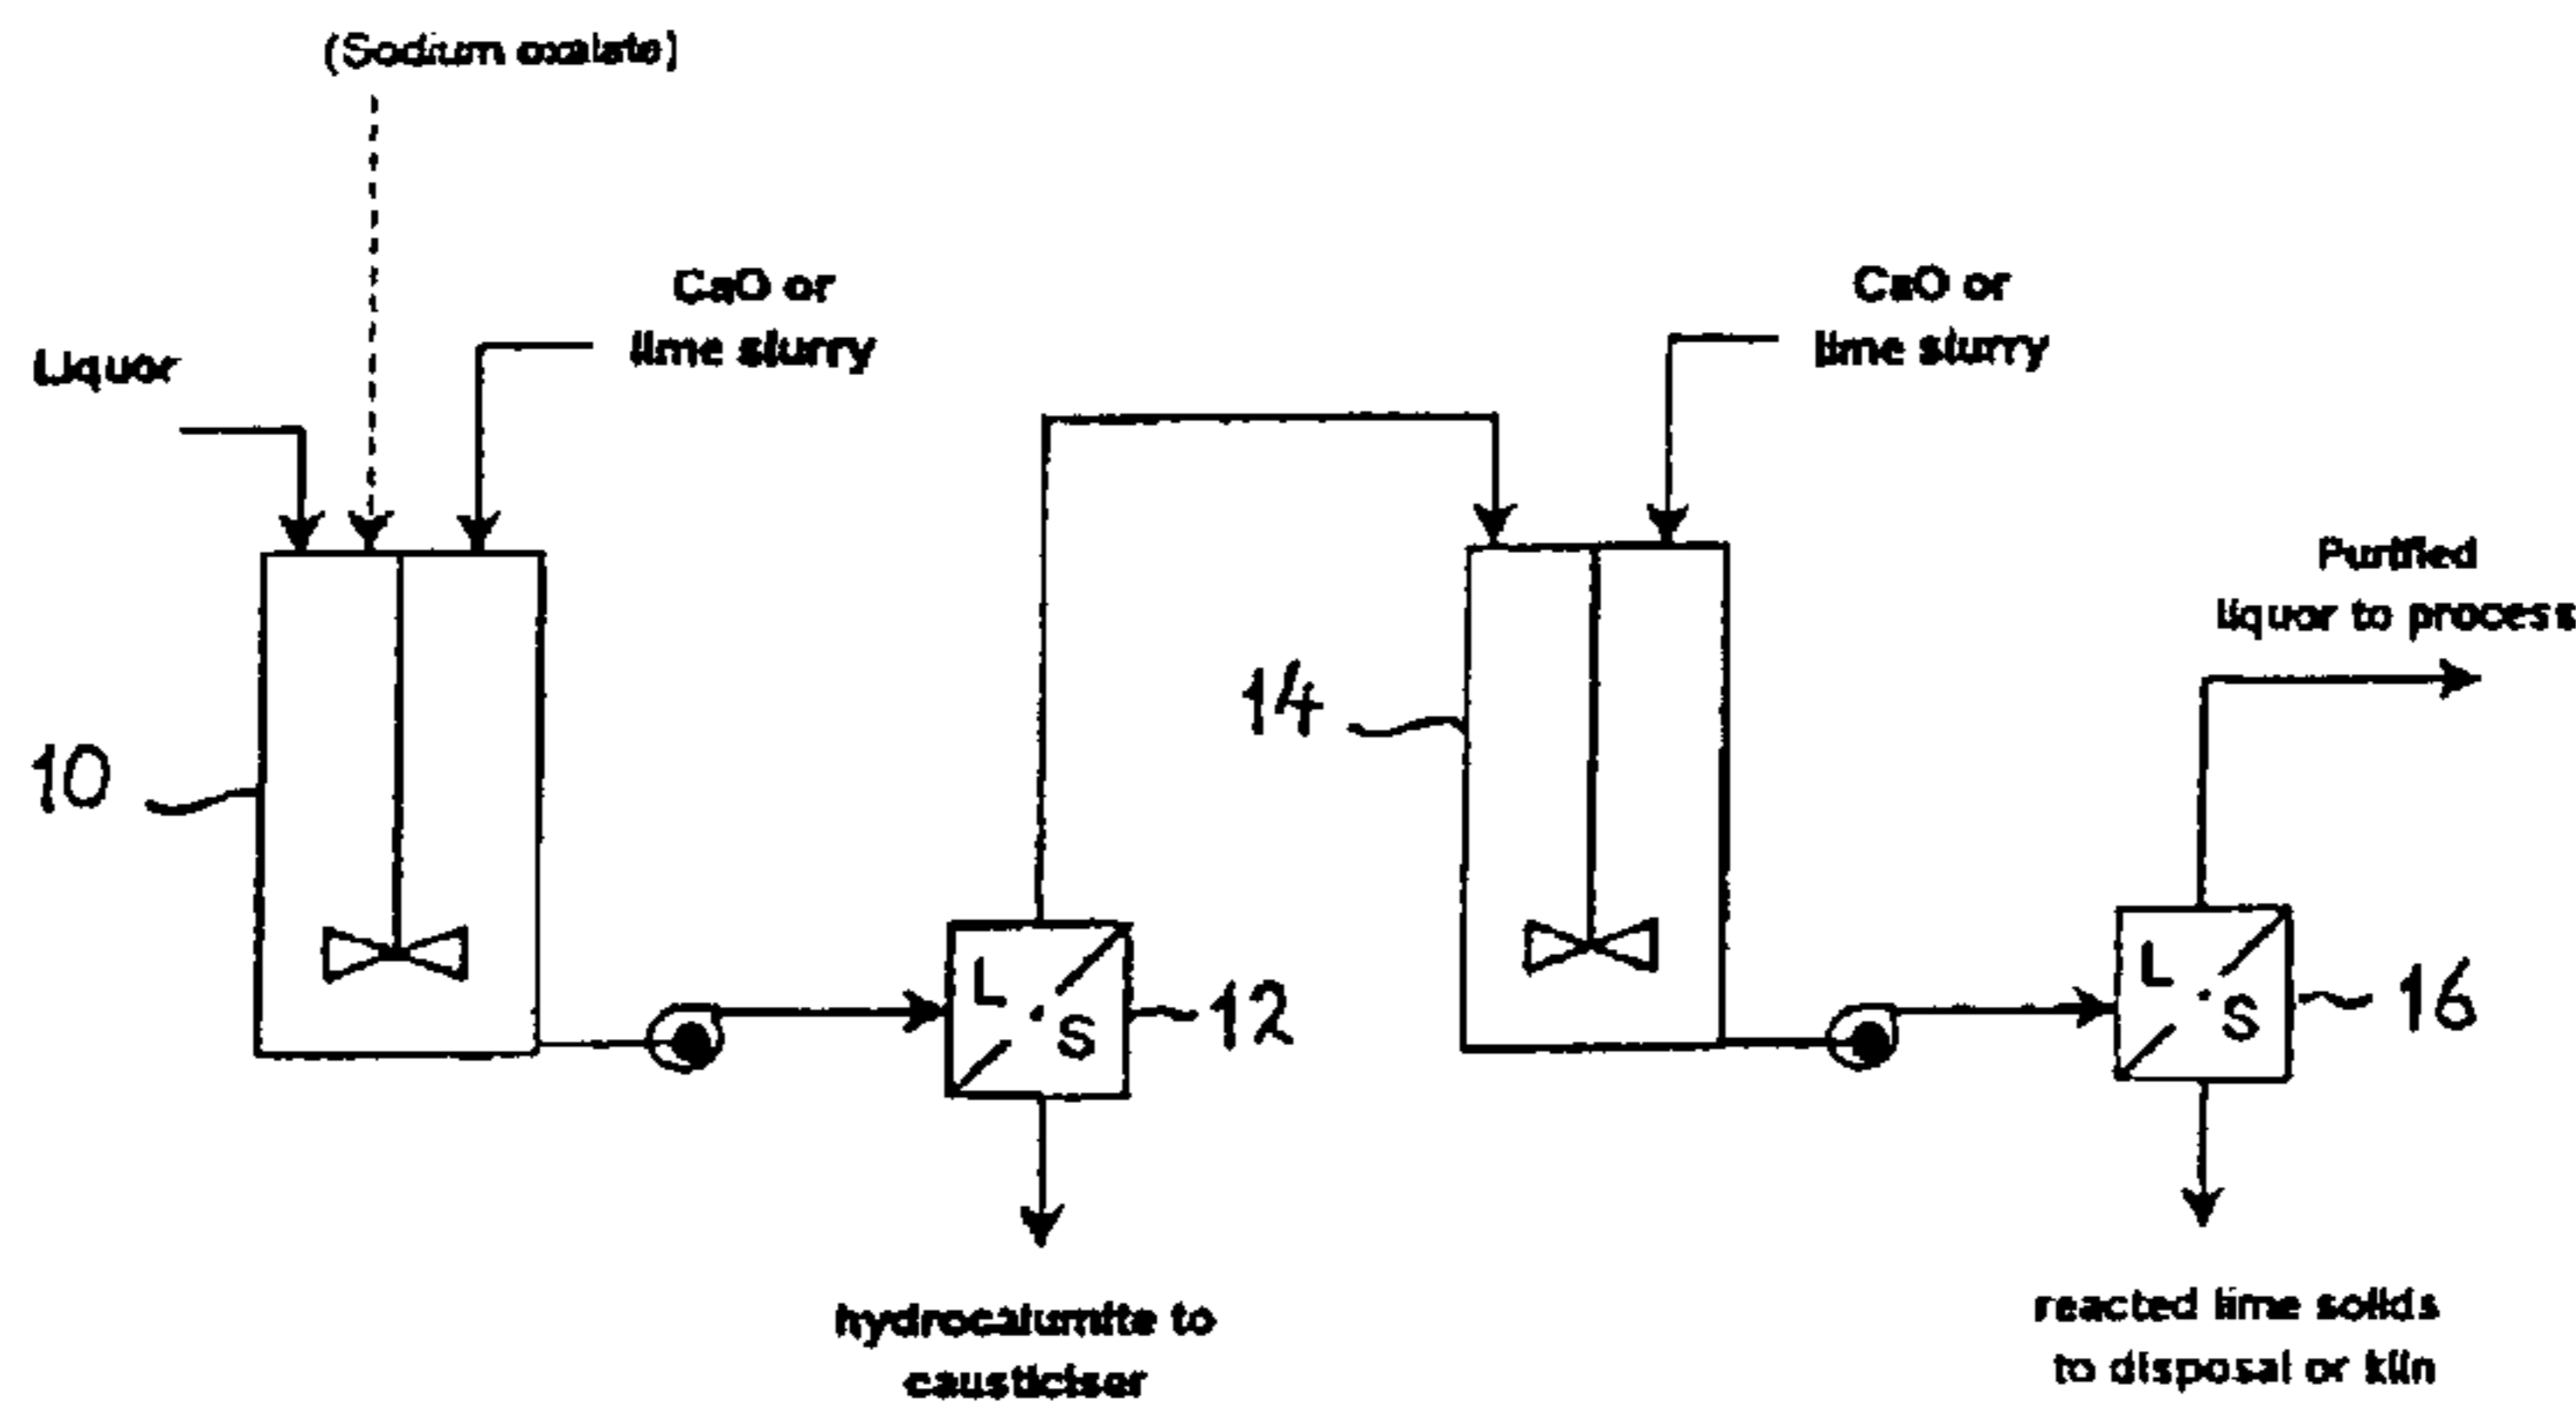 (Sodium oxalate)
CaO or
lime slurry
Liquor
CaO or
lime slurry
Purified
liquor to process
10
14
L
S
12
L
S
16
hydrocalumite to
causticiser
reacted lime solids
to disposal or kiln